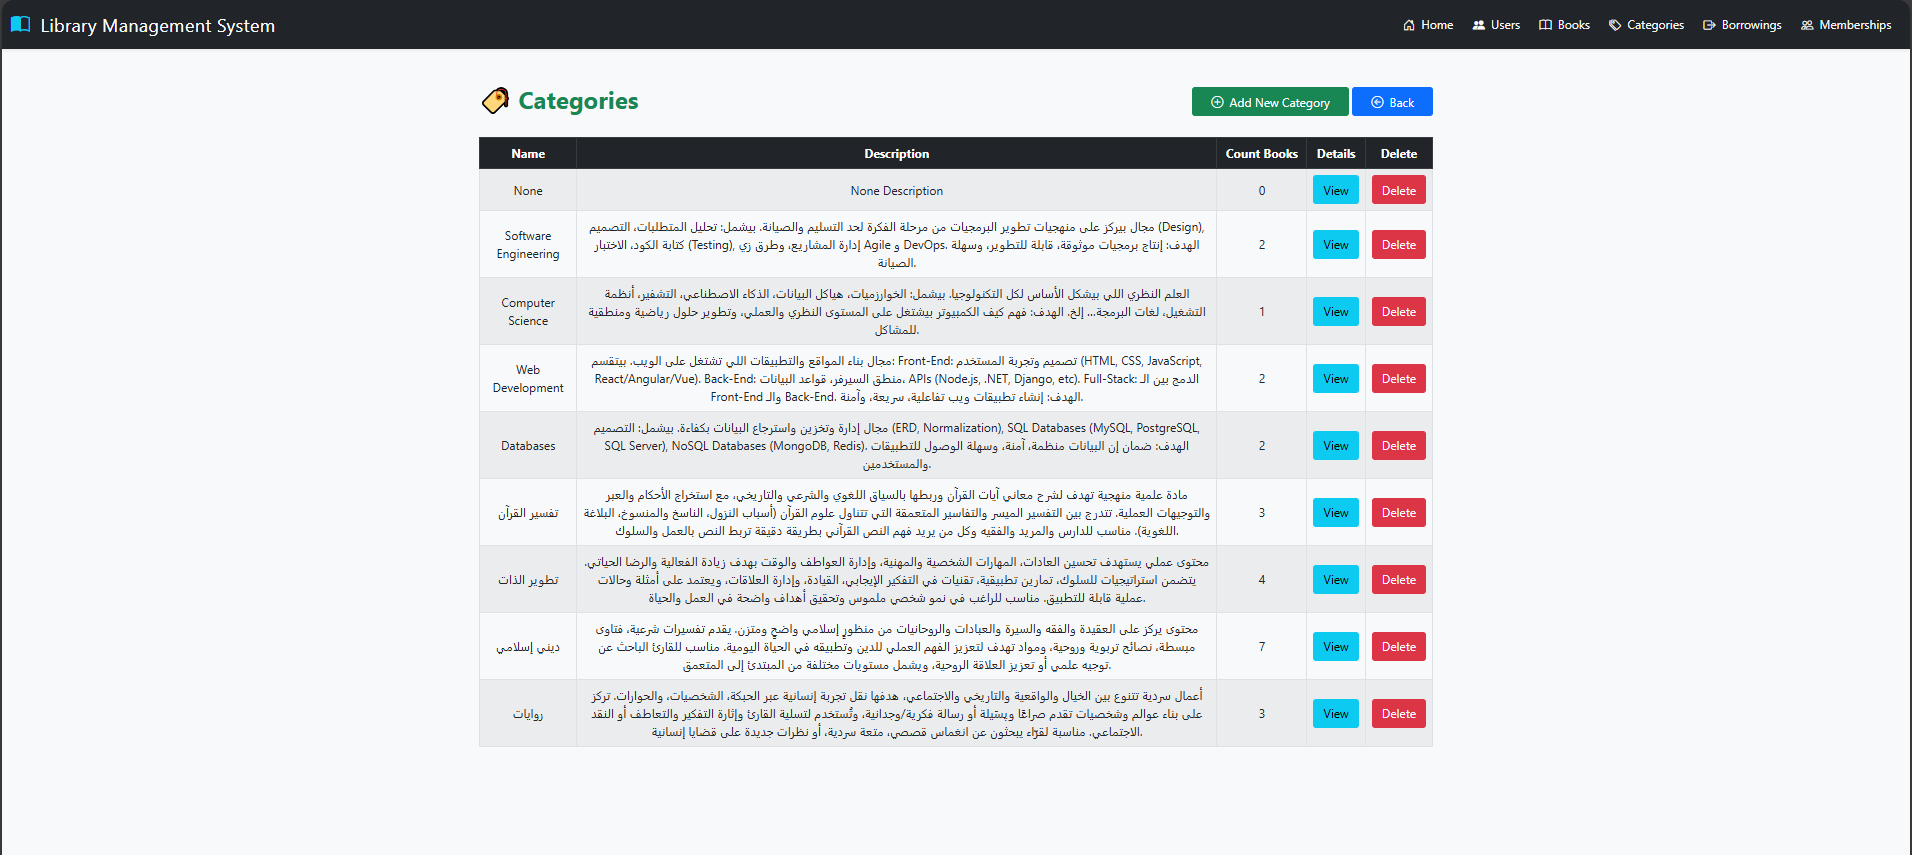 Library Management System
Home Users Books Categories Borrowings Memberships
Categories
Add New Category Back
Name Description Count Books Details Delete
None None Description 0 View Delete
Software Engineering
مجال بيركز على منهجيات تطوير البرمجيات من مرحلة الفكرة لحد التسليم والصيانة. بيشمل: تحليل المتطلبات، التصميم (Design),
كتابة الكود، الاختبار (Testing), إدارة المشاريع، وطرق زي Agile و DevOps. الهدف: إنتاج برمجيات موثوقة، قابلة للتطوير، وسهلة
الصيانة.
2 View Delete
Computer Science
العلم النظري اللي بيشكل الأساس لكل التكنولوجيا. بيشمل: الخوارزميات، هياكل البيانات، الذكاء الاصطناعي، التشفير، أنظمة
التشغيل، لغات البرمجة... إلخ. الهدف: فهم كيف الكمبيوتر بيشتغل على المستوى النظري والعملي، وتطوير حلول رياضية ومنطقية
للمشاكل.
1 View Delete
Web Development
مجال بناء المواقع والتطبيقات اللي تشتغل على الويب. بيتقسم: Front-End: تصميم وتجربة المستخدم (HTML, CSS, JavaScript,
React/Angular/Vue). Back-End: منطق السيرفر، قواعد البيانات، APIs (Node.js, .NET, Django, etc). Full-Stack: الدمج بين الـ
Front-End والـ Back-End. الهدف: إنشاء تطبيقات ويب تفاعلية، سريعة، وآمنة.
2 View Delete
Databases
مجال إدارة وتخزين واسترجاع البيانات بكفاءة. بيشمل: التصميم (ERD, Normalization), SQL Databases (MySQL, PostgreSQL,
SQL Server), NoSQL Databases (MongoDB, Redis). الهدف: ضمان إن البيانات منظمة، آمنة، وسهلة الوصول للتطبيقات
والمستخدمين.
2 View Delete
تفسير القرآن
مادة علمية منهجية تهدف لشرح معاني آيات القرآن وربطها بالسياق اللغوي والشرعي والتاريخي، مع استخراج الأحكام والعبر
والتوجيهات العملية. تتدرج بين التفسير الميسر والتفاسير المتعمقة التي تتناول علوم القرآن (أسباب النزول، الناسخ والمنسوخ، البلاغة
اللغوية). مناسب للدارس والمريد والفقيه وكل من يريد فهم النص القرآني بطريقة دقيقة تربط النص بالعمل والسلوك.
3 View Delete
تطوير الذات
محتوى عملي يستهدف تحسين العادات، المهارات الشخصية والمهنية، وإدارة العواطف والوقت بهدف زيادة الفعالية والرضا الحياتي.
يتضمن استراتيجيات للسلوك، تمارين تطبيقية، تقنيات في التفكير الإيجابي، القيادة، وإدارة العلاقات، ويعتمد على أمثلة وحالات
عملية قابلة للتطبيق. مناسب للراغب في نمو شخصي ملموس وتحقيق أهداف واضحة في العمل والحياة.
4 View Delete
ديني إسلامي
محتوى يركز على العقيدة والفقه والسيرة والعبادات والروحانيات من منظورٍ إسلامي واضحٍ ومتزن. يقدم تفسيرات شرعية، فتاوى
مبسطة، نصائح تربوية وروحية، ومواد تهدف لتعزيز الفهم العملي للدين وتطبيقه في الحياة اليومية. مناسب للقارئ الباحث عن
توجيه علمي أو تعزيز العلاقة الروحية، ويشمل مستويات مختلفة من المبتدئ إلى المتعمق.
7 View Delete
روايات
أعمال سردية تتنوع بين الخيال والواقعية والتاريخي والاجتماعي، هدفها نقل تجربة إنسانية عبر الحبكة، الشخصيات، والحوارات. تركز
على بناء عوالم وشخصيات تقدم صراعًا وتسلية أو رسالة فكرية/وجدانية، وتُستخدم لتسلية القارئ وإثارة التفكير والتعاطف أو النقد
الاجتماعي. مناسبة لقرّاء يبحثون عن انغماس قصصي، متعة سردية، أو نظرات جديدة على قضايا إنسانية.
3 View Delete